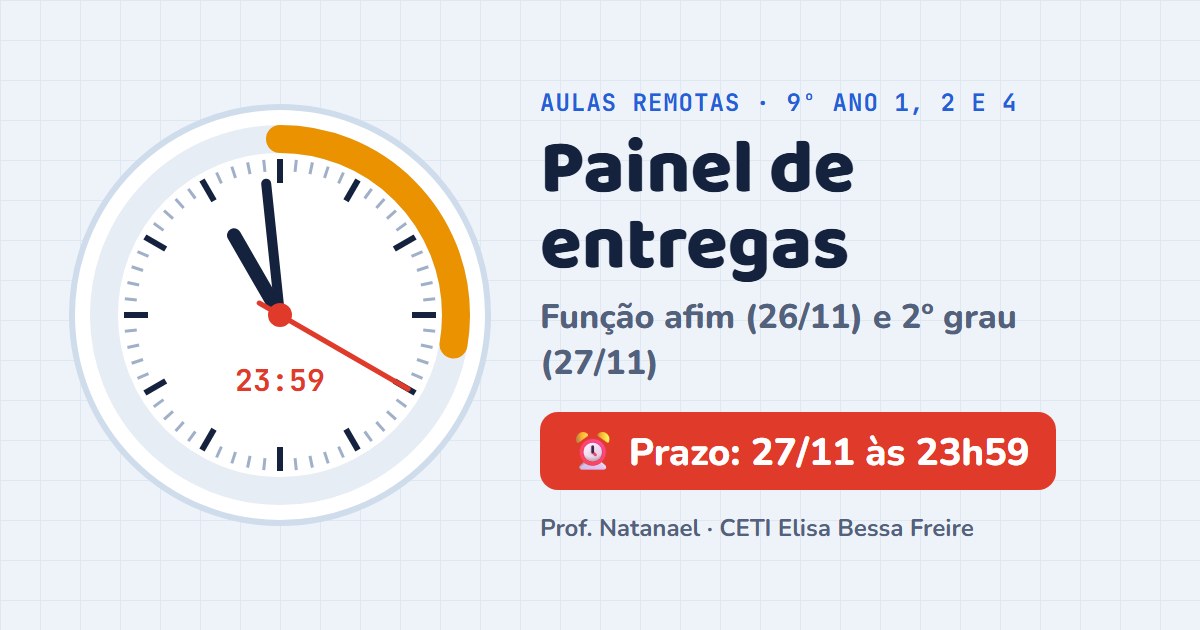 AULAS REMOTAS · 9º ANO 1, 2 E 4
Painel de
entregas
Função afim (26/11) e 2º grau
(27/11)
23:59
⏰ Prazo: 27/11 às 23h59
Prof. Natanael · CETI Elisa Bessa Freire